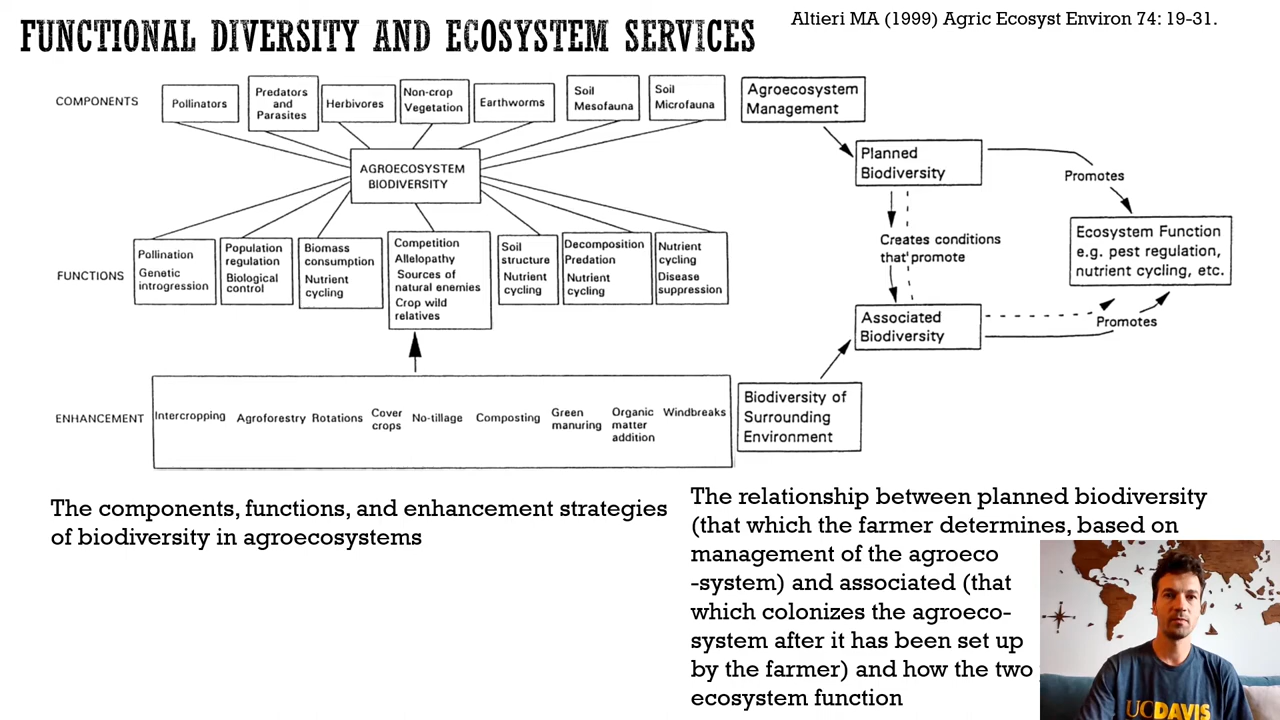 FUNCTIONAL DIVERSITY AND ECOSYSTEM SERVICES
Altieri MA (1999) Agric Ecosyst Environ 74: 19-31.
COMPONENTS
Pollinators
Predators
and
Parasites
Herbivores
Non-crop
Vegetation
Earthworms
Soil
Mesofauna
Soil
Microfauna
AGROECOSYSTEM
BIODIVERSITY
FUNCTIONS
Pollination
Genetic
introgression
Population
regulation
Biological
control
Biomass
consumption
Nutrient
cycling
Competition
Allelopathy
Sources of
natural enemies
Crop wild
relatives
Soil
structure
Nutrient
cycling
Decomposition
Predation
Nutrient
cycling
Nutrient
cycling
Disease
suppression
ENHANCEMENT
Intercropping
Agroforestry
Rotations
Cover
crops
No-tillage
Composting
Green
manuring
Organic
matter
addition
Windbreaks
The components, functions, and enhancement strategies
of biodiversity in agroecosystems
Agroecosystem
Management
Planned
Biodiversity
Promotes
Creates conditions
that promote
Ecosystem Function
e.g. pest regulation,
nutrient cycling, etc.
Associated
Biodiversity
Promotes
Biodiversity of
Surrounding
Environment
The relationship between planned biodiversity
(that which the farmer determines, based on
management of the agroeco
-system) and associated (that
which colonizes the agroeco-
system after it has been set up
by the farmer) and how the two
ecosystem function
UCDAVIS